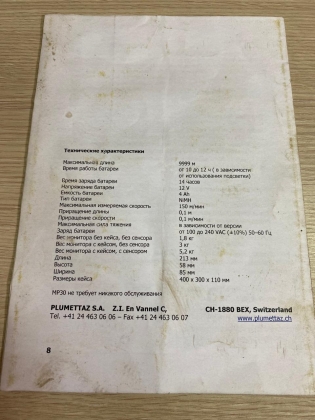 Технические характеристики
Максимальная длина 9999 м
Время работы батареи от 10 до 12 ч ( в зависимости
от использования подсветки)
Время заряда батареи 14 часов
Напряжение батареи 12 V
Емкость батареи 4 Ah
Тип батареи NiMH
Максимальная измеряемая скорость 150 м/мин
Приращение длины 0,1 м
Приращение скорости 0,1 м/мин
Максимальная сила тяжения в зависимости от версии
Заряд батареи от 100 до 240 VAC (±10%) 50~60 Гц
Вес монитора без кейса, без сенсора 1,8 кг
Вес монитора с кейсом, без сенсора 3 кг
Вес монитора с кейсом, с сенсором 5,2 кг
Длина 213 мм
Высота 58 мм
Ширина 85 мм
Размеры кейса 400 x 300 x 110 мм
МР30 не требует никакого обслуживания
PLUMETTAZ S.A. Z.I. En Vannel C, CH-1880 BEX, Switzerland
Tel. +41 24 463 06 06 – Fax +41 24 463 06 07 www.plumettaz.ch
8